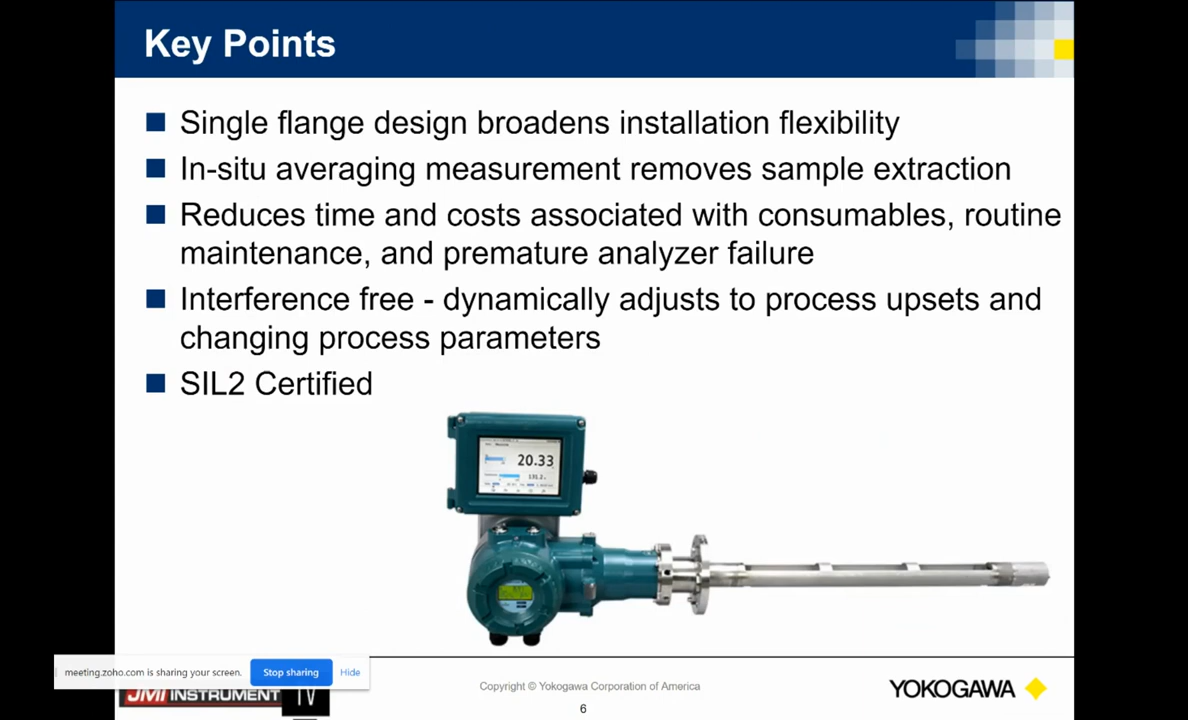 Key Points
Single flange design broadens installation flexibility
In-situ averaging measurement removes sample extraction
Reduces time and costs associated with consumables, routine
maintenance, and premature analyzer failure
Interference free - dynamically adjusts to process upsets and
changing process parameters
SIL2 Certified
20.33
131.2
meeting.zoho.com is sharing your screen. Stop sharing Hide
JMI INSTRUMENT TV
Copyright © Yokogawa Corporation of America
YOKOGAWA
6